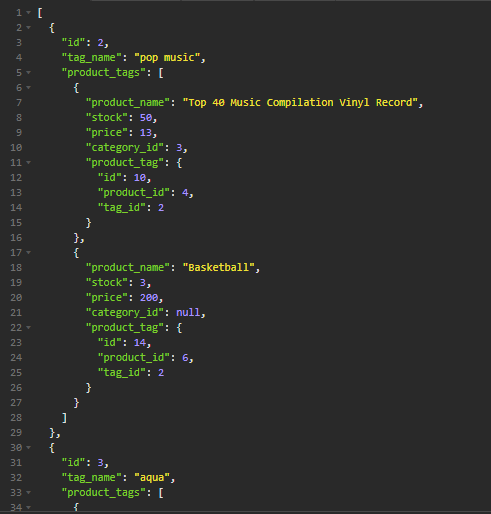 1 [
2 {
3 "id": 2,
4 "tag_name": "pop music",
5 "product_tags": [
6 {
7 "product_name": "Top 40 Music Compilation Vinyl Record",
8 "stock": 50,
9 "price": 13,
10 "category_id": 3,
11 "product_tag": {
12 "id": 10,
13 "product_id": 4,
14 "tag_id": 2
15 }
16 },
17 {
18 "product_name": "Basketball",
19 "stock": 3,
20 "price": 200,
21 "category_id": null,
22 "product_tag": {
23 "id": 14,
24 "product_id": 6,
25 "tag_id": 2
26 }
27 }
28 ]
29 },
30 {
31 "id": 3,
32 "tag_name": "aqua",
33 "product_tags": [
34 {